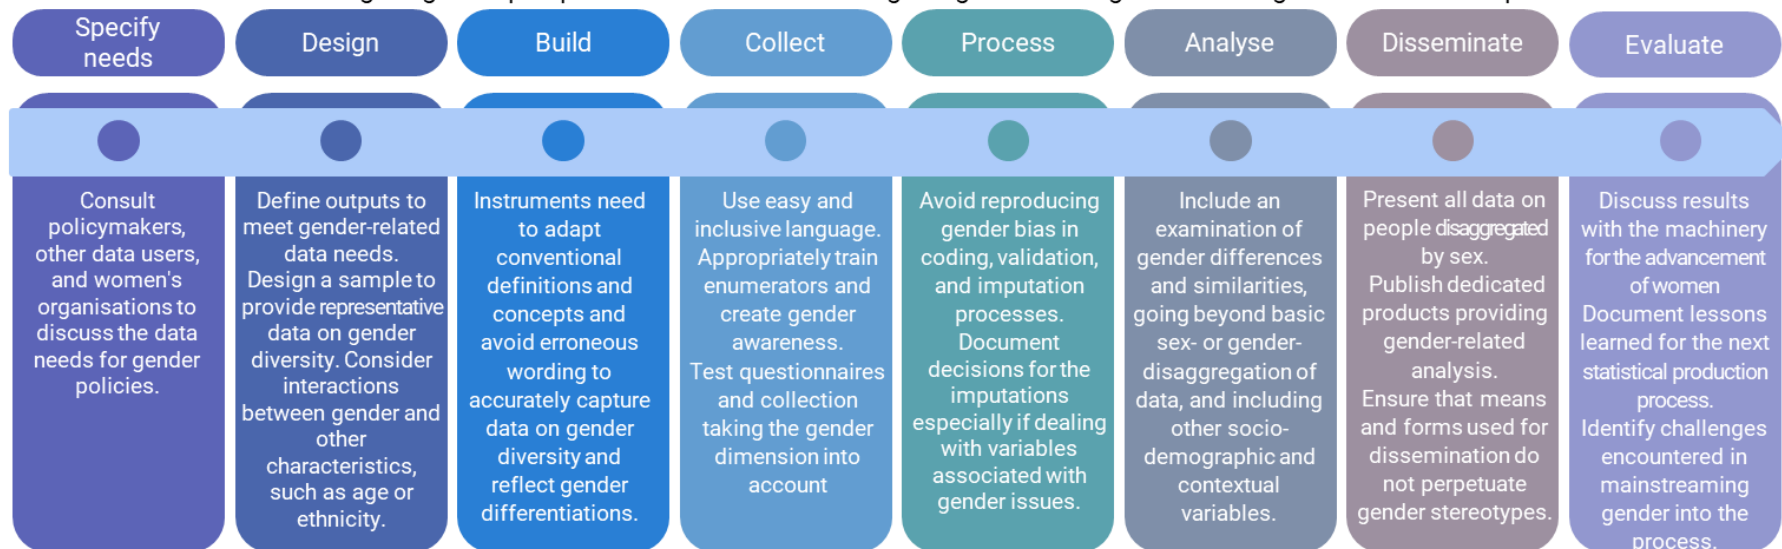 Specify
needs
Design
Build
Collect
Process
Analyse
Disseminate
Evaluate
Consult
policymakers,
other data users,
and women's
organisations to
discuss the data
needs for gender
policies.
Define outputs to
meet gender-related
data needs.
Design a sample to
provide representative
data on gender
diversity. Consider
interactions
between gender and
other
characteristics,
such as age or
ethnicity.
Instruments need
to adapt
conventional
definitions and
concepts and
avoid erroneous
wording to
accurately capture
data on gender
diversity and
reflect gender
differentiations.
Use easy and
inclusive language.
Appropriately train
enumerators and
create gender
awareness.
Test questionnaires
and collection
taking the gender
dimension into
account
Avoid reproducing
gender bias in
coding, validation,
and imputation
processes.
Document
decisions for the
imputations
especially if dealing
with variables
associated with
gender issues.
Include an
examination of
gender differences
and similarities,
going beyond basic
sex- or gender-
disaggregation of
data, and including
other socio-
demographic and
contextual
variables.
Present all data on
people disaggregated
by sex.
Publish dedicated
products providing
gender-related
analysis.
Ensure that means
and forms used for
dissemination do
not perpetuate
gender stereotypes.
Discuss results
with the machinery
for the advancement
of women
Document lessons
learned for the next
statistical production
process.
Identify challenges
encountered in
mainstreaming
gender into the
process.